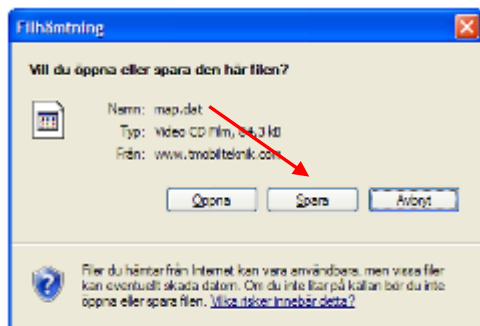 Filhämtning
Vill du öppna eller spara den här filen?
Namn: map.dat
Typ: Video CD Film, 84,3 kB
Från: www.tmobilteknik.com
Öppna Spara Avbryt
Filer du hämtar från Internet kan vara användbara, men vissa filer
kan eventuellt skada datorn. Om du inte litar på källan bör du inte
öppna eller spara filen. Vilka risker innebär detta?